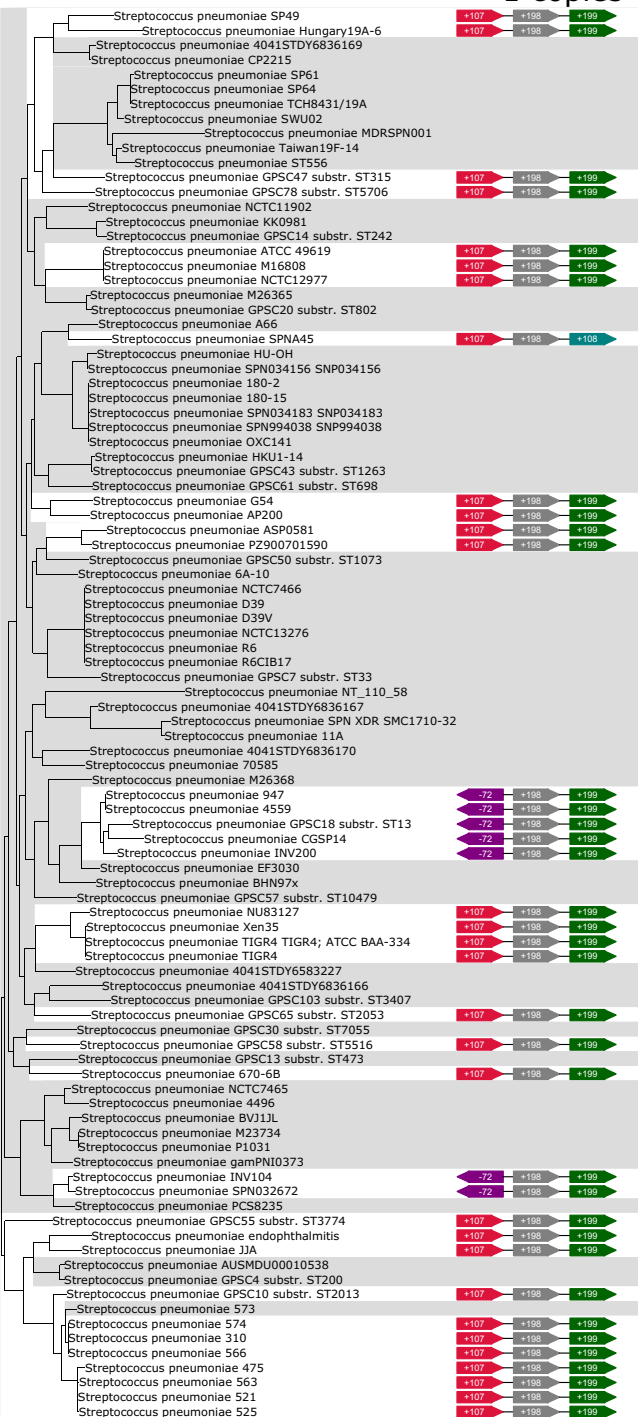 Streptococcus pneumoniae SP49 +107 +198 +199
Streptococcus pneumoniae Hungary19A-6 +107 +198 +199
Streptococcus pneumoniae 4041STDY6836169
Streptococcus pneumoniae CP2215
Streptococcus pneumoniae SP61
Streptococcus pneumoniae SP64
Streptococcus pneumoniae TCH8431/19A
Streptococcus pneumoniae SWU02
Streptococcus pneumoniae MDRSPN001
Streptococcus pneumoniae Taiwan19F-14
Streptococcus pneumoniae ST556
Streptococcus pneumoniae GPSC47 substr. ST315 +107 +198 +199
Streptococcus pneumoniae GPSC78 substr. ST5706 +107 +198 +199
Streptococcus pneumoniae NCTC11902
Streptococcus pneumoniae KK0981
Streptococcus pneumoniae GPSC14 substr. ST242
Streptococcus pneumoniae ATCC 49619 +107 +198 +199
Streptococcus pneumoniae M16808 +107 +198 +199
Streptococcus pneumoniae NCTC12977 +107 +198 +199
Streptococcus pneumoniae M26365
Streptococcus pneumoniae GPSC20 substr. ST802
Streptococcus pneumoniae A66
Streptococcus pneumoniae SPNA45 +107 +198 +108
Streptococcus pneumoniae HU-OH
Streptococcus pneumoniae SPN034156 SNP034156
Streptococcus pneumoniae 180-2
Streptococcus pneumoniae 180-15
Streptococcus pneumoniae SPN034183 SNP034183
Streptococcus pneumoniae SPN994038 SNP994038
Streptococcus pneumoniae OXC141
Streptococcus pneumoniae HKU1-14
Streptococcus pneumoniae GPSC43 substr. ST1263
Streptococcus pneumoniae GPSC61 substr. ST698
Streptococcus pneumoniae G54 +107 +198 +199
Streptococcus pneumoniae AP200 +107 +198 +199
Streptococcus pneumoniae ASP0581 +107 +198 +199
Streptococcus pneumoniae PZ900701590 +107 +198 +199
Streptococcus pneumoniae GPSC50 substr. ST1073
Streptococcus pneumoniae 6A-10
Streptococcus pneumoniae NCTC7466
Streptococcus pneumoniae D39
Streptococcus pneumoniae D39V
Streptococcus pneumoniae NCTC13276
Streptococcus pneumoniae R6
Streptococcus pneumoniae R6CIB17
Streptococcus pneumoniae GPSC7 substr. ST33
Streptococcus pneumoniae NT_110_58
Streptococcus pneumoniae 4041STDY6836167
Streptococcus pneumoniae SPN XDR SMC1710-32
Streptococcus pneumoniae 11A
Streptococcus pneumoniae 4041STDY6836170
Streptococcus pneumoniae 70585
Streptococcus pneumoniae M26368
Streptococcus pneumoniae 947 -72 +198 +199
Streptococcus pneumoniae 4559 -72 +198 +199
Streptococcus pneumoniae GPSC18 substr. ST13 -72 +198 +199
Streptococcus pneumoniae CGSP14 -72 +198 +199
Streptococcus pneumoniae INV200 -72 +198 +199
Streptococcus pneumoniae EF3030
Streptococcus pneumoniae BHN97x
Streptococcus pneumoniae GPSC57 substr. ST10479
Streptococcus pneumoniae NU83127 +107 +198 +199
Streptococcus pneumoniae Xen35 +107 +198 +199
Streptococcus pneumoniae TIGR4 TIGR4; ATCC BAA-334 +107 +198 +199
Streptococcus pneumoniae TIGR4 +107 +198 +199
Streptococcus pneumoniae 4041STDY6583227
Streptococcus pneumoniae 4041STDY6836166
Streptococcus pneumoniae GPSC103 substr. ST3407
Streptococcus pneumoniae GPSC65 substr. ST2053 +107 +198 +199
Streptococcus pneumoniae GPSC30 substr. ST7055
Streptococcus pneumoniae GPSC58 substr. ST5516 +107 +198 +199
Streptococcus pneumoniae GPSC13 substr. ST473
Streptococcus pneumoniae 670-6B +107 +198 +199
Streptococcus pneumoniae NCTC7465
Streptococcus pneumoniae 4496
Streptococcus pneumoniae BVJ1JL
Streptococcus pneumoniae M23734
Streptococcus pneumoniae P1031
Streptococcus pneumoniae gamPNI0373
Streptococcus pneumoniae INV104 -72 +198 +199
Streptococcus pneumoniae SPN032672 -72 +198 +199
Streptococcus pneumoniae PCS8235
Streptococcus pneumoniae GPSC55 substr. ST3774 +107 +198 +199
Streptococcus pneumoniae endophthalmitis +107 +198 +199
Streptococcus pneumoniae JJA +107 +198 +199
Streptococcus pneumoniae AUSMDU00010538
Streptococcus pneumoniae GPSC4 substr. ST200
Streptococcus pneumoniae GPSC10 substr. ST2013 +107 +198 +199
Streptococcus pneumoniae 573
Streptococcus pneumoniae 574 +107 +198 +199
Streptococcus pneumoniae 310 +107 +198 +199
Streptococcus pneumoniae 566 +107 +198 +199
Streptococcus pneumoniae 475 +107 +198 +199
Streptococcus pneumoniae 563 +107 +198 +199
Streptococcus pneumoniae 521 +107 +198 +199
Streptococcus pneumoniae 525 +107 +198 +199